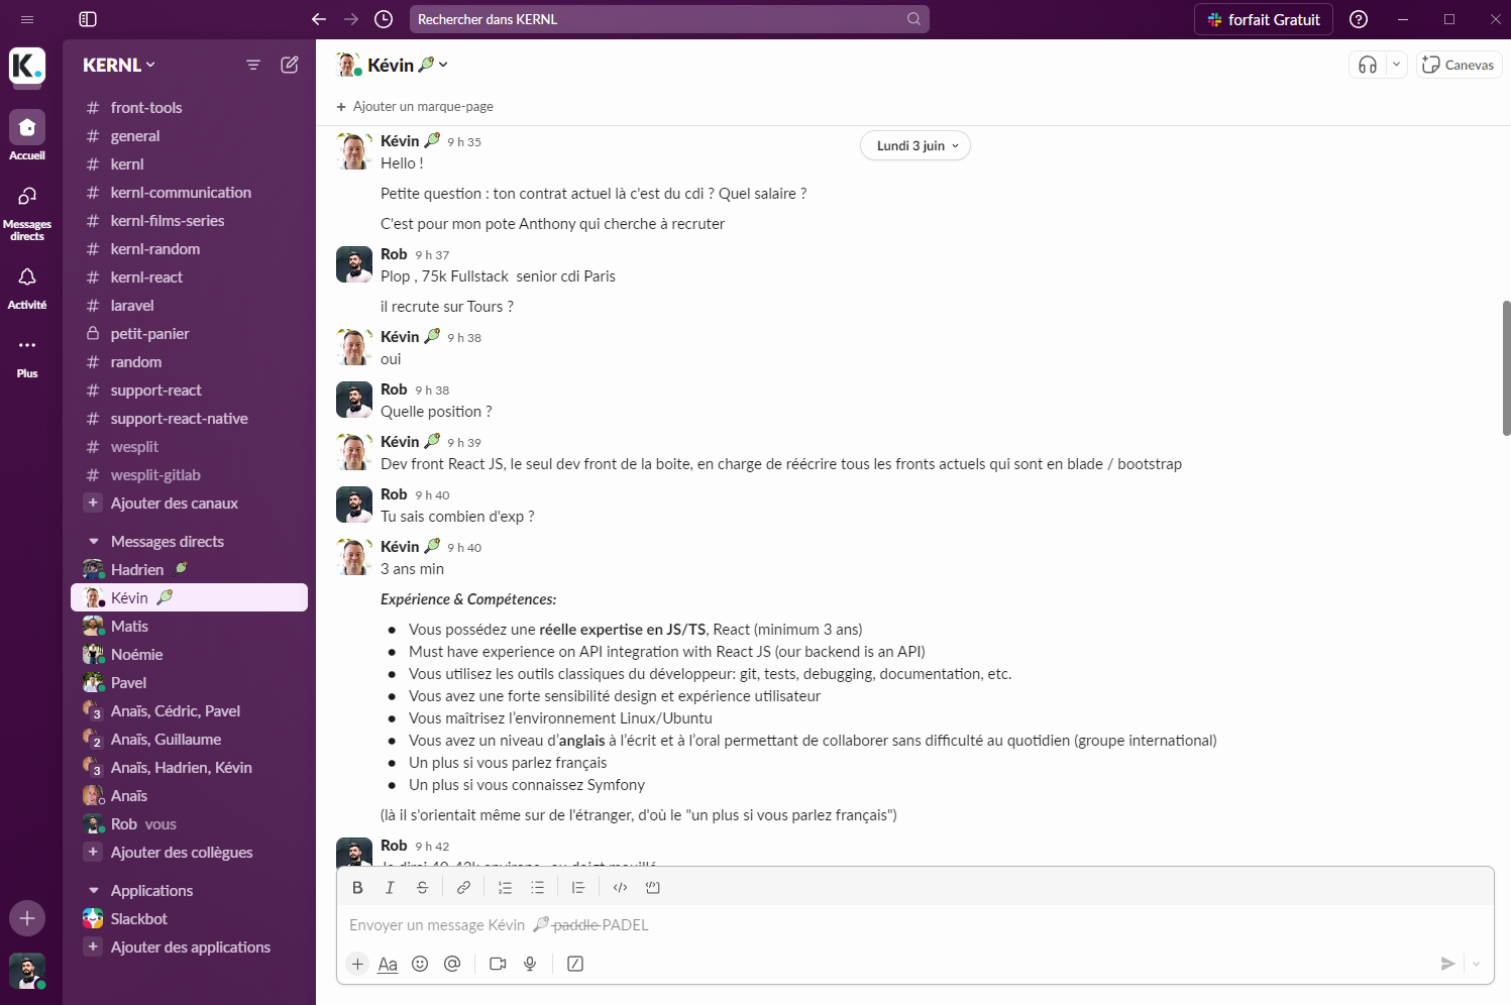 Rechercher dans KERNL
forfait Gratuit
K.
Accueil
Messages
directs
Activité
Plus
KERNL
# front-tools
# general
# kernl
# kernl-communication
# kernl-films-series
# kernl-random
# kernl-react
# laravel
petit-panier
# random
# support-react
# support-react-native
# wesplit
# wesplit-gitlab
+ Ajouter des canaux
Messages directs
Hadrien
Kévin
Matis
Noémie
Pavel
3 Anaïs, Cédric, Pavel
2 Anaïs, Guillaume
3 Anaïs, Hadrien, Kévin
Anaïs
Rob vous
+ Ajouter des collègues
Applications
Slackbot
+ Ajouter des applications
Kévin
Canevas
+ Ajouter un marque-page
Lundi 3 juin
Kévin 9 h 35
Hello !
Petite question : ton contrat actuel là c'est du cdi ? Quel salaire ?
C'est pour mon pote Anthony qui cherche à recruter
Rob 9 h 37
Plop , 75k Fullstack senior cdi Paris
il recrute sur Tours ?
Kévin 9 h 38
oui
Rob 9 h 38
Quelle position ?
Kévin 9 h 39
Dev front React JS, le seul dev front de la boite, en charge de réécrire tous les fronts actuels qui sont en blade / bootstrap
Rob 9 h 40
Tu sais combien d'exp ?
Kévin 9 h 40
3 ans min
Expérience & Compétences:
• Vous possédez une réelle expertise en JS/TS, React (minimum 3 ans)
• Must have experience on API integration with React JS (our backend is an API)
• Vous utilisez les outils classiques du développeur: git, tests, debugging, documentation, etc.
• Vous avez une forte sensibilité design et expérience utilisateur
• Vous maîtrisez l’environnement Linux/Ubuntu
• Vous avez un niveau d’anglais à l’écrit et à l’oral permettant de collaborer sans difficulté au quotidien (groupe international)
• Un plus si vous parlez français
• Un plus si vous connaissez Symfony
(là il s'orientait même sur de l'étranger, d'où le "un plus si vous parlez français")
Rob 9 h 42
B I S
Envoyer un message Kévin paddle PADEL
+ Aa